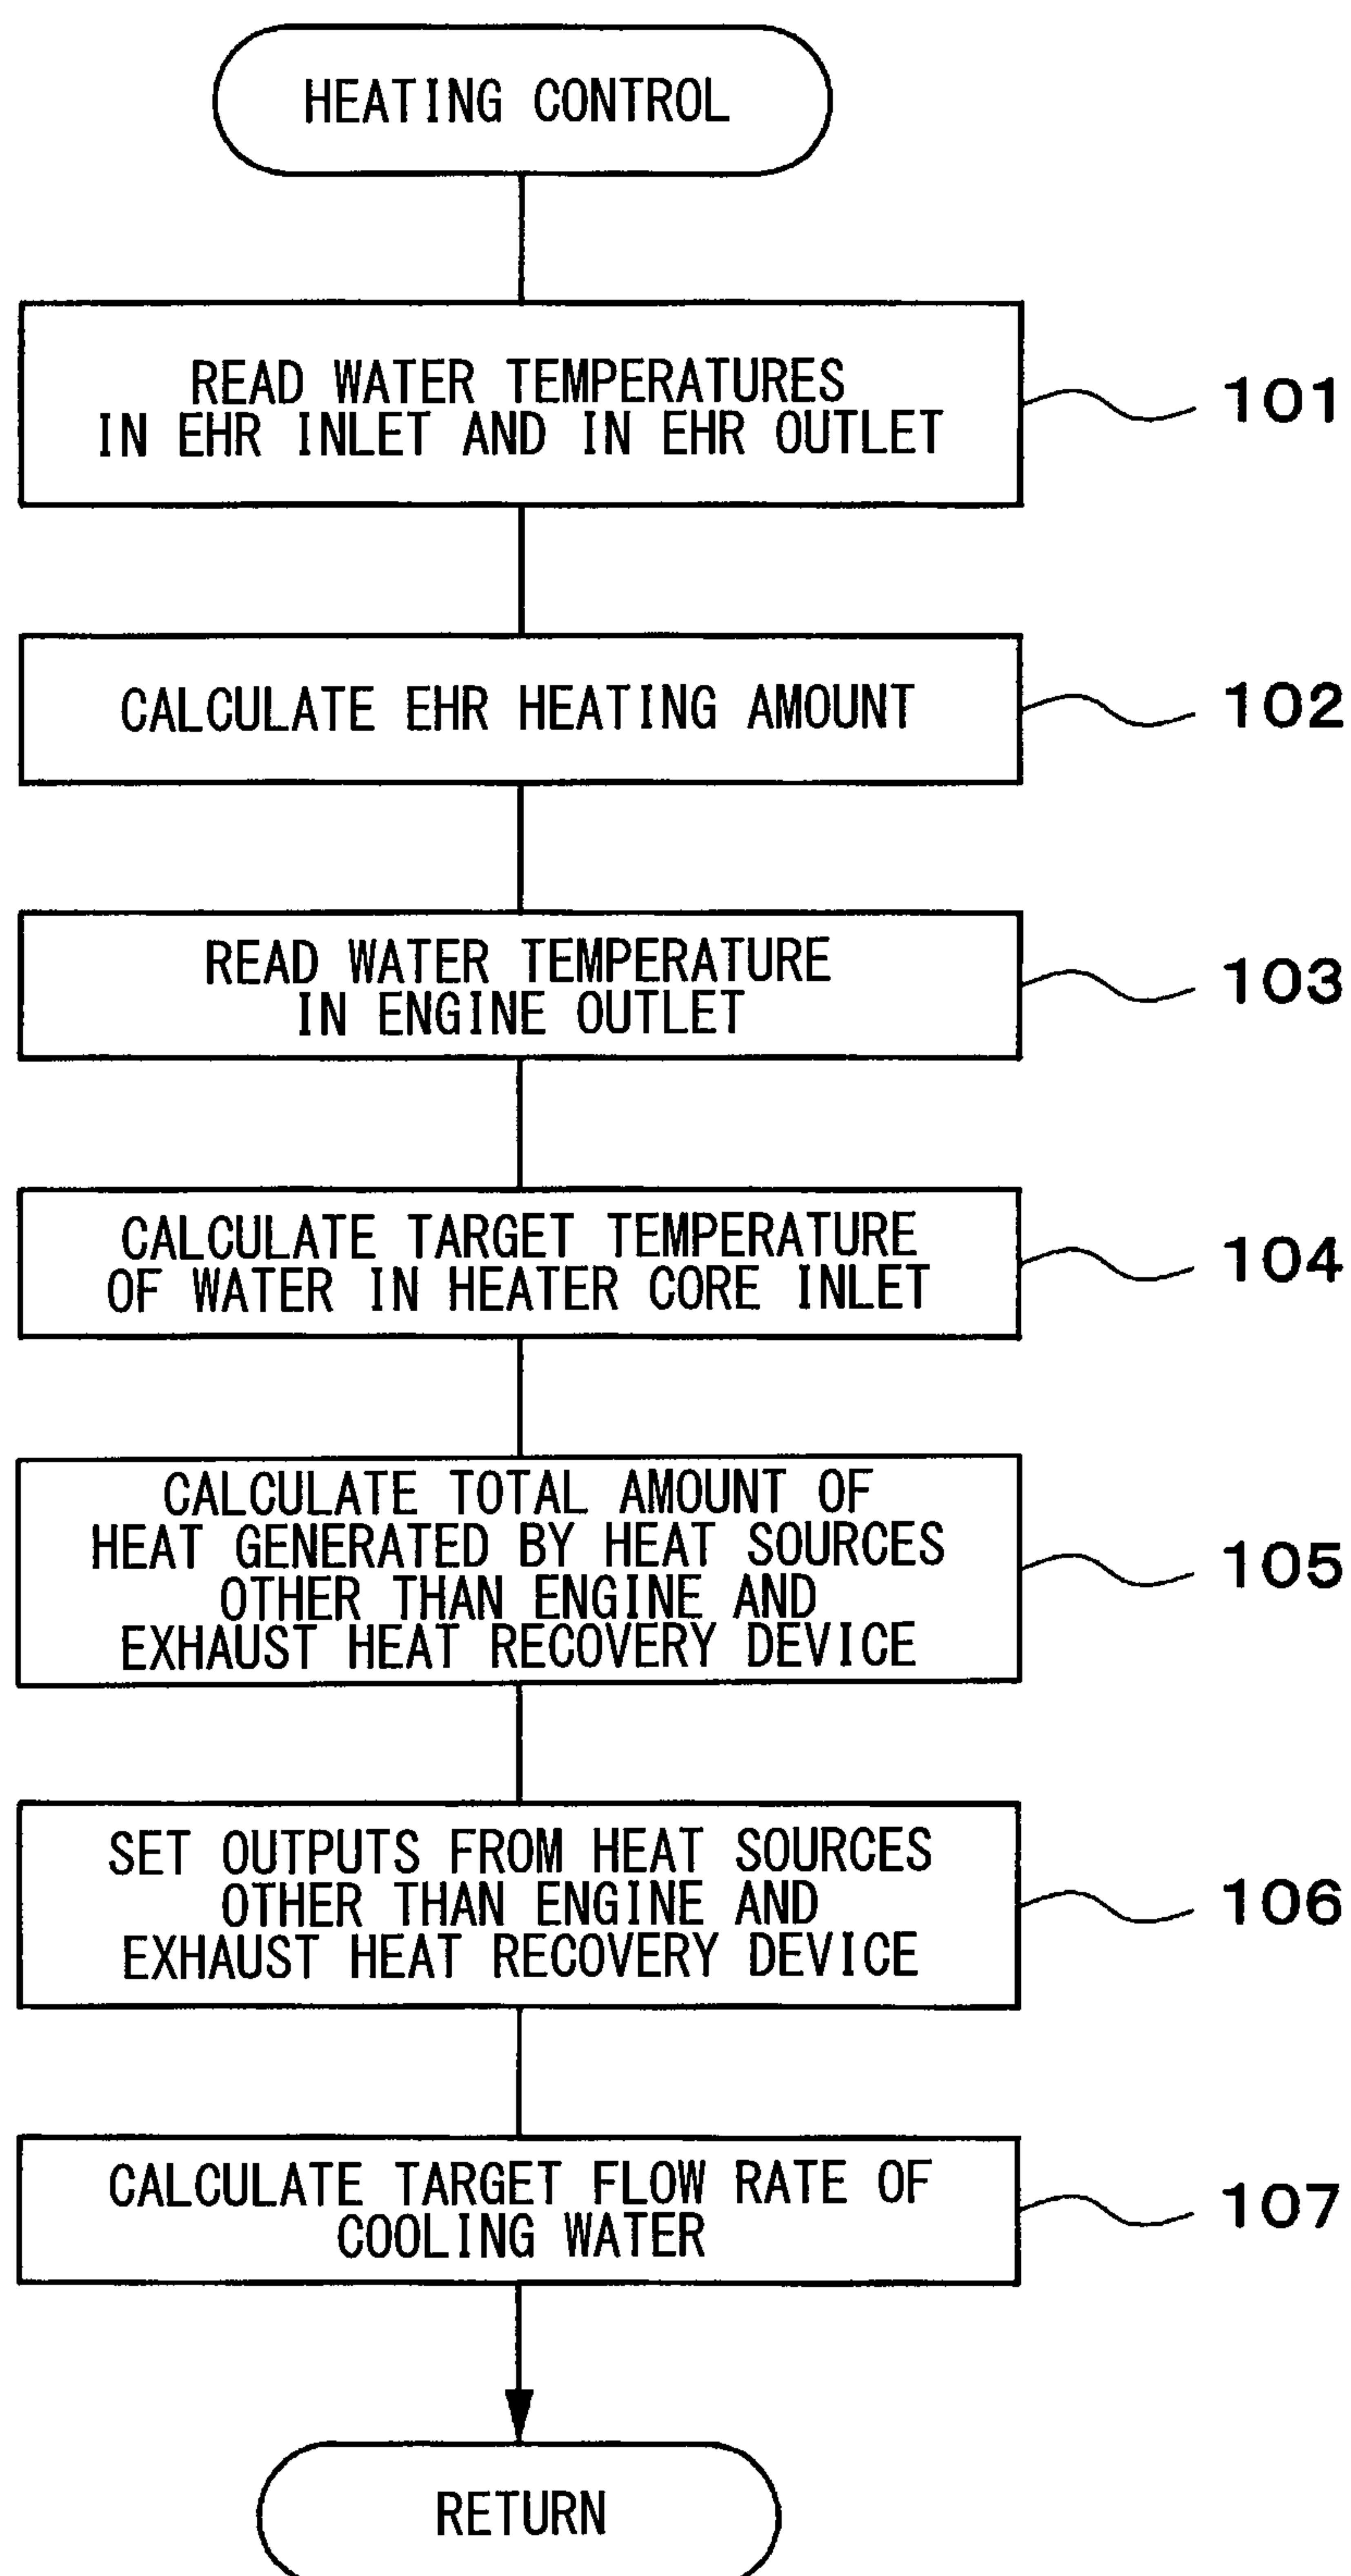 HEATING CONTROL
READ WATER TEMPERATURES
IN EHR INLET AND IN EHR OUTLET
101
CALCULATE EHR HEATING AMOUNT
102
READ WATER TEMPERATURE
IN ENGINE OUTLET
103
CALCULATE TARGET TEMPERATURE
OF WATER IN HEATER CORE INLET
104
CALCULATE TOTAL AMOUNT OF
HEAT GENERATED BY HEAT SOURCES
OTHER THAN ENGINE AND
EXHAUST HEAT RECOVERY DEVICE
105
SET OUTPUTS FROM HEAT SOURCES
OTHER THAN ENGINE AND
EXHAUST HEAT RECOVERY DEVICE
106
CALCULATE TARGET FLOW RATE OF
COOLING WATER
107
RETURN